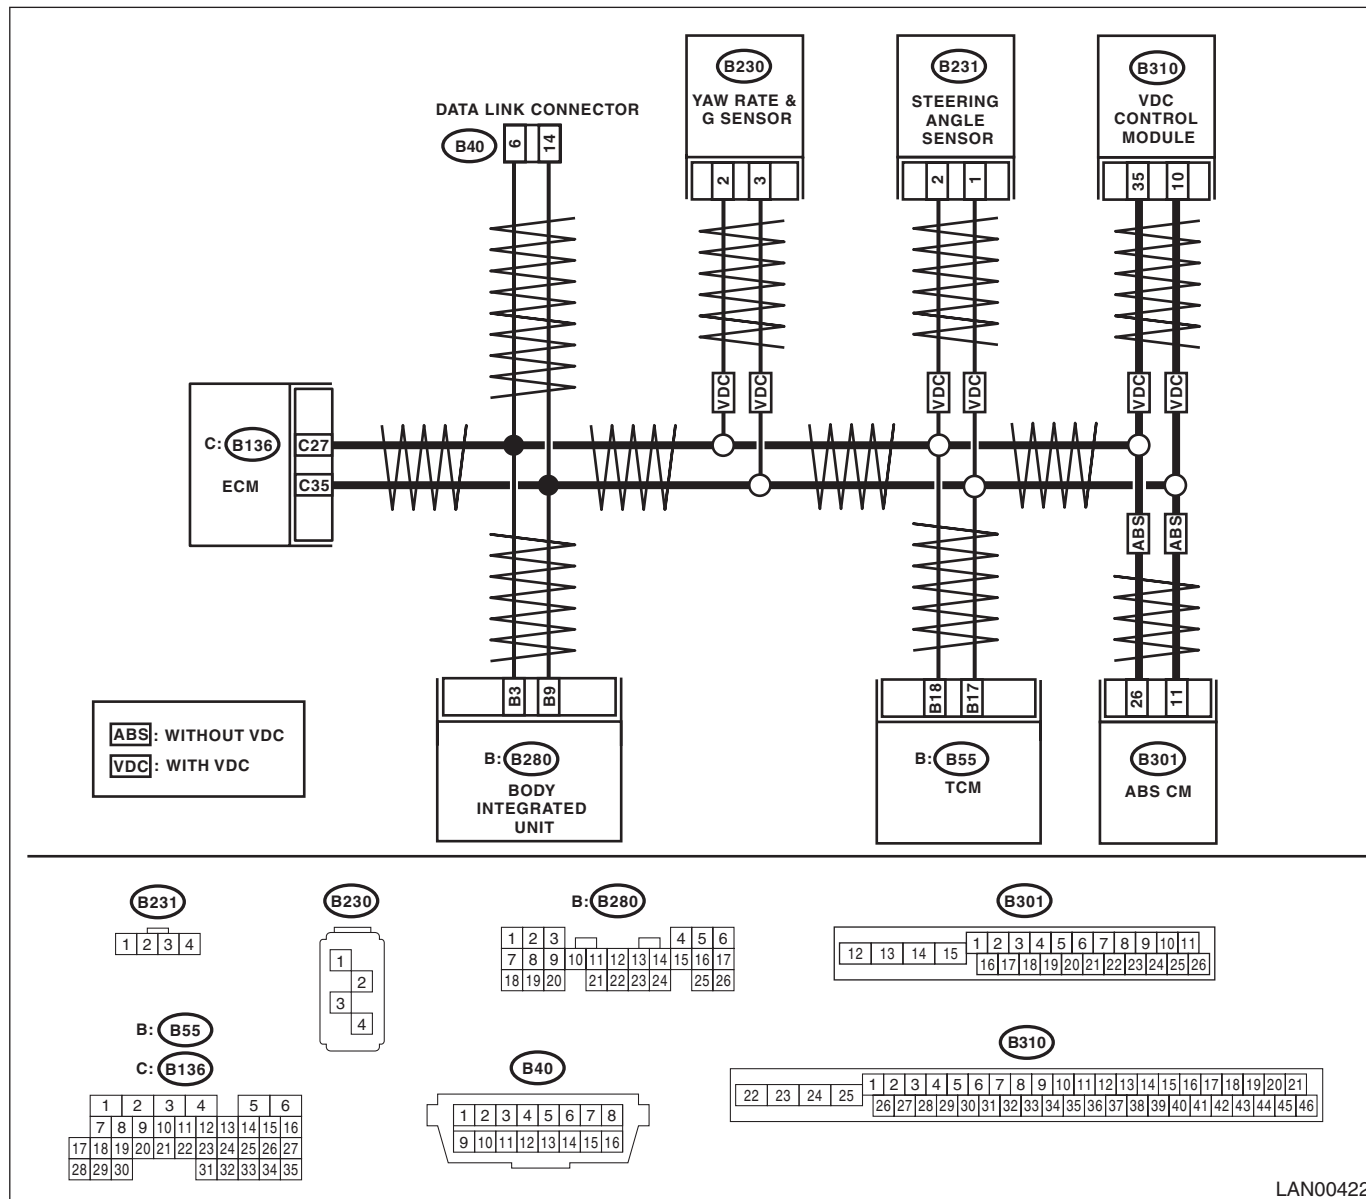 B230
YAW RATE &
G SENSOR
2 3
B231
STEERING
ANGLE
SENSOR
2 1
B310
VDC
CONTROL
MODULE
35 10
DATA LINK CONNECTOR
B40 6 14
VDC VDC VDC VDC VDC VDC
C: B136
ECM
C27
C35
ABS ABS
B3 B9
B: B280
BODY
INTEGRATED
UNIT
B18 B17
B: B55
TCM
26 11
B301
ABS CM
ABS : WITHOUT VDC
VDC : WITH VDC
B231
1 2 3 4
B230
1
2
3
4
B: B280
1 2 3 4 5 6
7 8 9 10 11 12 13 14 15 16 17
18 19 20 21 22 23 24 25 26
B301
1 2 3 4 5 6 7 8 9 10 11
12 13 14 15
16 17 18 19 20 21 22 23 24 25 26
B: B55
C: B136
1 2 3 4 5 6
7 8 9 10 11 12 13 14 15 16
17 18 19 20 21 22 23 24 25 26 27
28 29 30 31 32 33 34 35
B40
1 2 3 4 5 6 7 8
9 10 11 12 13 14 15 16
B310
1 2 3 4 5 6 7 8 9 10 11 12 13 14 15 16 17 18 19 20 21
22 23 24 25
26 27 28 29 30 31 32 33 34 35 36 37 38 39 40 41 42 43 44 45 46
LAN00422